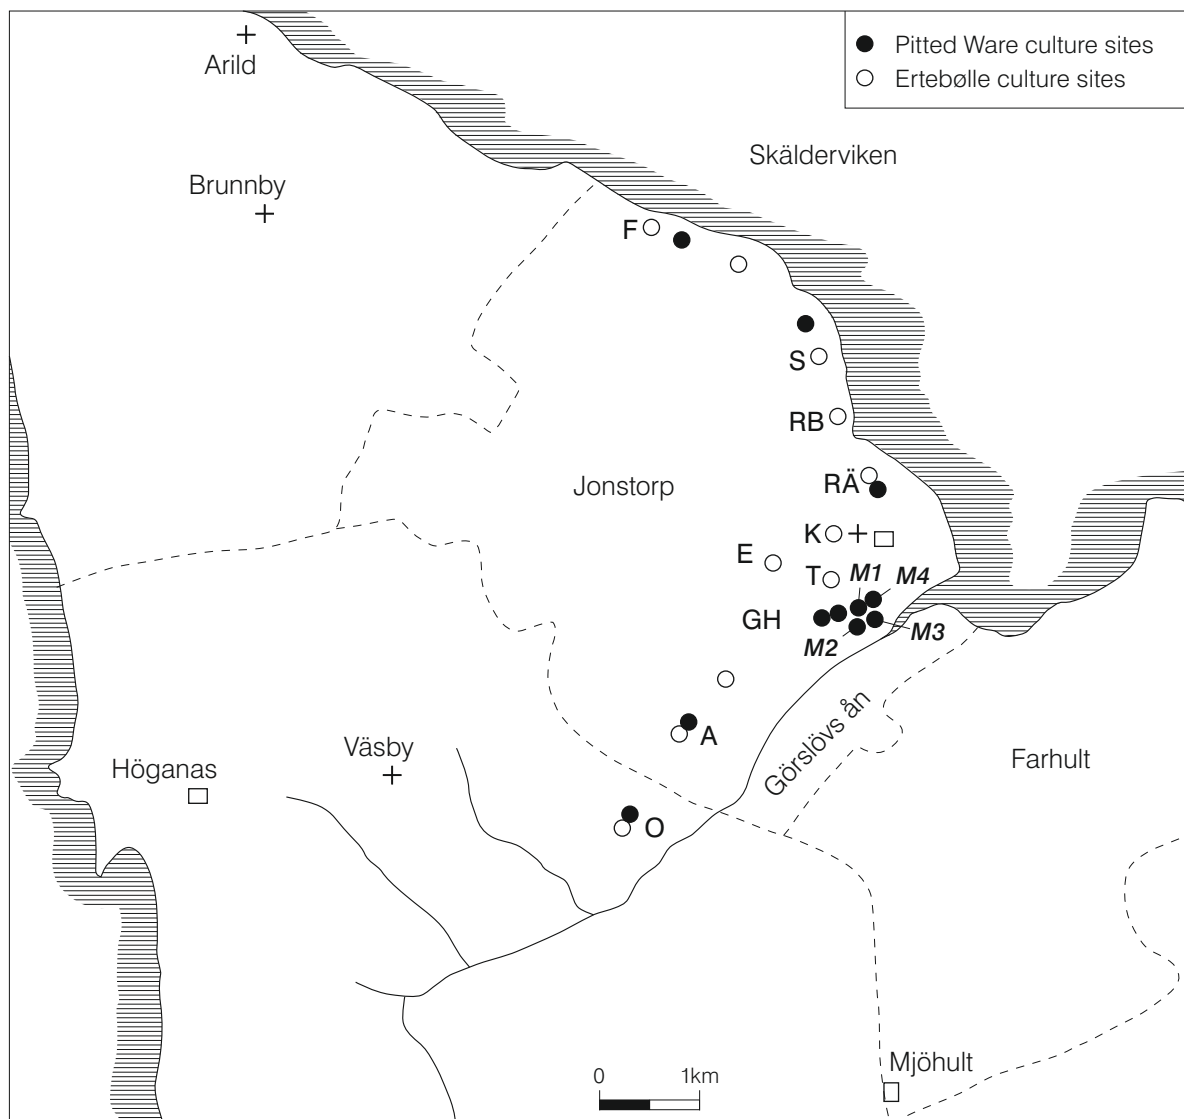 Pitted Ware culture sites
Ertebølle culture sites
Arild
Skälderviken
Brunnby
F
S
RB
RÄ
Jonstorp
K
E
T
M1
M4
GH
M2
M3
A
Görslövs ån
Väsby
Farhult
Höganas
O
Mjöhult
0 1km